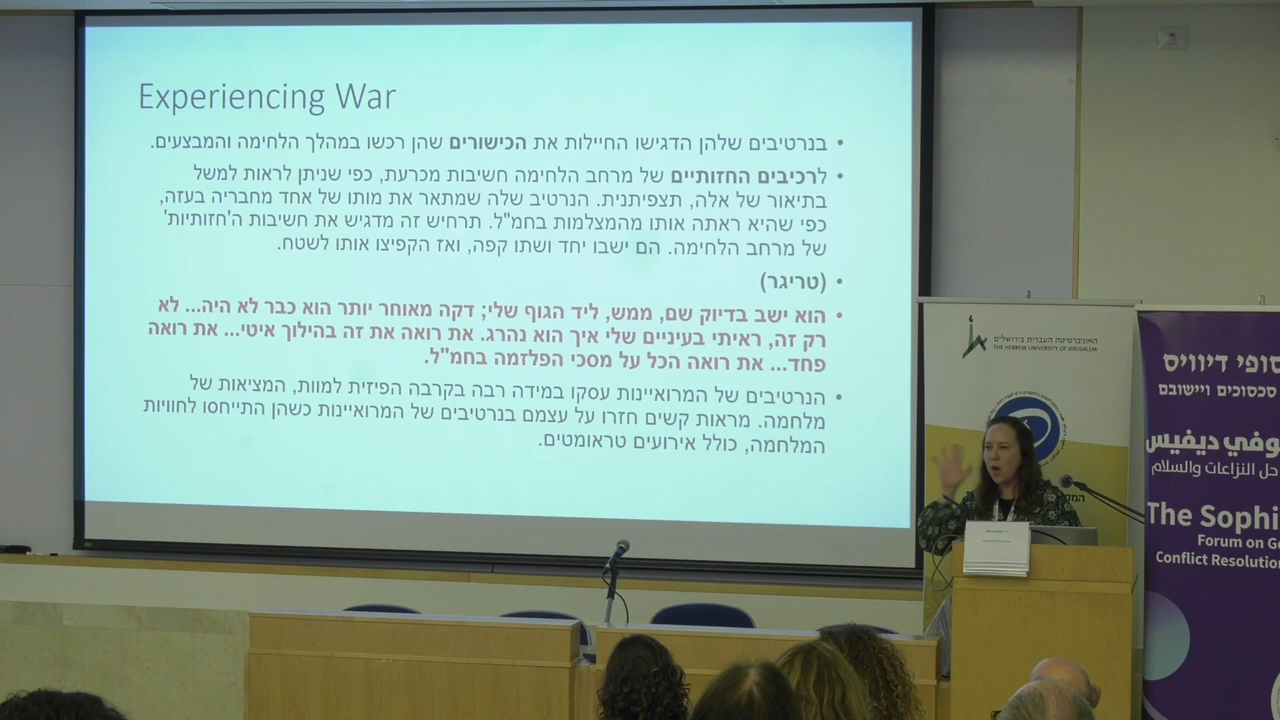 Experiencing War
• בנרטיבים שלהן הדגישו החיילות את הכישורים שהן רכשו במהלך הלחימה והמבצעים.
• לרכיבים החזותיים של מרחב הלחימה חשיבות מכרעת, כפי שניתן לראות למשל
בתיאור של אלה, תצפיתנית. הנרטיב שלה שמתאר את מותו של אחד מחבריה בעזה,
כפי שהיא ראתה אותו מהמצלמות בחמ"ל. תרחיש זה מדגיש את חשיבות ה'חזותיות'
של מרחב הלחימה. הם ישבו יחד ושתו קפה, ואז הקפיצו אותו לשטח.
• (טריגר)
• הוא ישב בדיוק שם, ממש, ליד הגוף שלי; דקה מאוחר יותר הוא כבר לא היה... לא
רק זה, ראיתי בעיניים שלי איך הוא נהרג. את רואה את זה בהילוך איטי... את רואה
פחד... את רואה הכל על מסכי הפלזמה בחמ"ל.
• הנרטיבים של המרואיינות עסקו במידה רבה בקרבה הפיזית למוות, המציאות של
מלחמה. מראות קשים חזרו על עצמם בנרטיבים של המרואיינות כשהן התייחסו לחוויות
המלחמה, כולל אירועים טראומטים.
האוניברסיטה העברית בירושלים
THE HEBREW UNIVERSITY OF JERUSALEM
סופי דיוויס
סכסוכים ויישובם
وفي ديفيس
حل النزاعات والسلام
The Sophi
Forum on G
Conflict Resolution